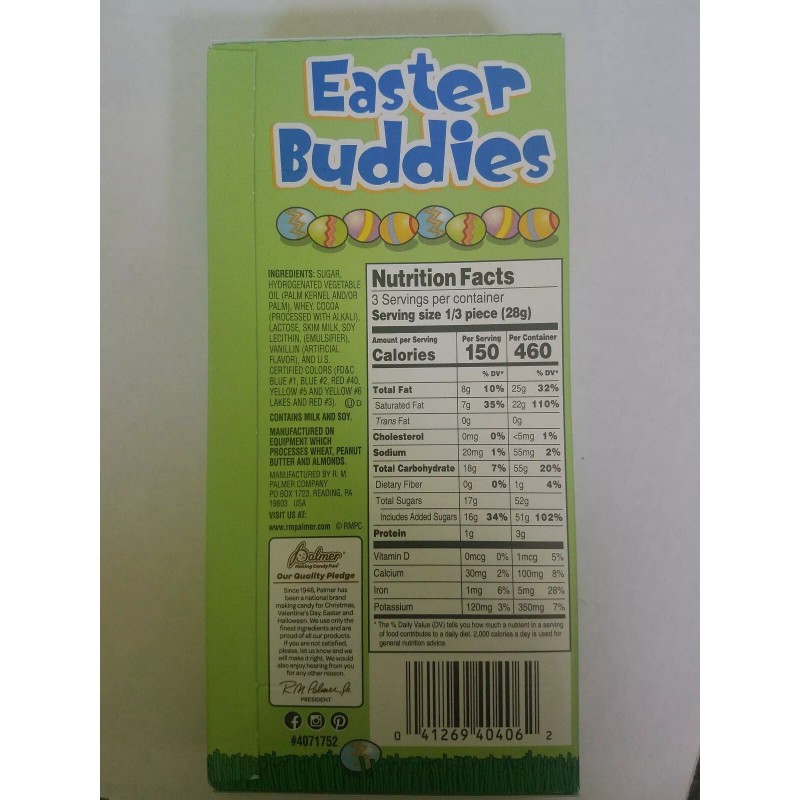 Easter
Buddies
INGREDIENTS: SUGAR,
HYDROGENATED VEGETABLE
OIL (PALM KERNEL AND/OR
PALM), WHEY, COCOA
(PROCESSED WITH ALKALI),
LACTOSE, SKIM MILK, SOY
LECITHIN, (EMULSIFIER),
VANILLIN (ARTIFICIAL
FLAVOR), AND U.S.
CERTIFIED COLORS (FD&C
BLUE #1, BLUE #2, RED #40,
YELLOW #5 AND YELLOW #6
LAKES AND RED #3). Ⓤ D
CONTAINS MILK AND SOY.
MANUFACTURED ON
EQUIPMENT WHICH
PROCESSES WHEAT, PEANUT
BUTTER AND ALMONDS.
MANUFACTURED BY R. M.
PALMER COMPANY
PO BOX 1723, READING, PA
19603 USA
VISIT US AT:
www.rmpalmer.com © RMPC
Palmer
Making Candy Fun
Our Quality Pledge
Since 1948, Palmer has
been a national brand
making candy for Christmas,
Valentine's Day, Easter and
Halloween. We use only the
finest ingredients and are
proud of all our products.
If you are not satisfied,
please, let us know and we
will make it right. We would
also enjoy hearing from you
for any other reason.
R.M. Palmer, Jr.
PRESIDENT
#4071752
Nutrition Facts
3 Servings per container
Serving size 1/3 piece (28g)
Amount per Serving Per Serving Per Container
Calories 150 460
% DV* % DV*
Total Fat 8g 10% 25g 32%
Saturated Fat 7g 35% 22g 110%
Trans Fat 0g 0g
Cholesterol 0mg 0% <5mg 1%
Sodium 20mg 1% 55mg 2%
Total Carbohydrate 18g 7% 55g 20%
Dietary Fiber 0g 0% 1g 4%
Total Sugars 17g 52g
Includes Added Sugars 16g 34% 51g 102%
Protein 1g 3g
Vitamin D 0mcg 0% 1mcg 5%
Calcium 30mg 2% 100mg 8%
Iron 1mg 6% 5mg 28%
Potassium 120mg 3% 350mg 7%
* The % Daily Value (DV) tells you how much a nutrient in a serving
of food contributes to a daily diet. 2,000 calories a day is used for
general nutrition advice.
0 41269 40406 2